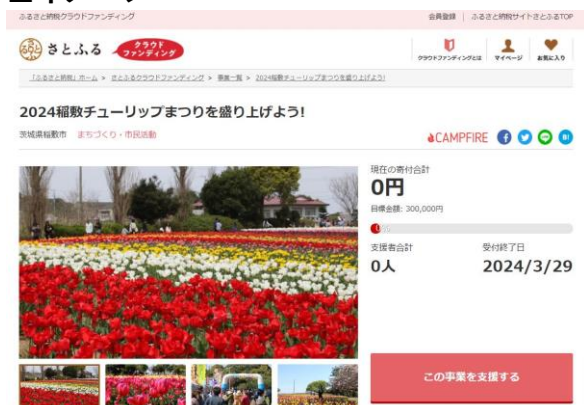 ふるさと納税クラウドファンディング
会員登録 | ふるさと納税サイトさとふるTOP
さとふる クラウドファンディング
クラウドファンディングとは マイページ お気に入り
「ふるさと納税」ホーム > さとふるクラウドファンディング > 事業一覧 > 2024稲敷チューリップまつりを盛り上げよう!
2024稲敷チューリップまつりを盛り上げよう!
茨城県稲敷市 まちづくり・市民活動
CAMPFIRE
現在の寄付合計
0円
目標金額: 300,000円
支援者合計 受付終了日
0人 2024/3/29
この事業を支援する